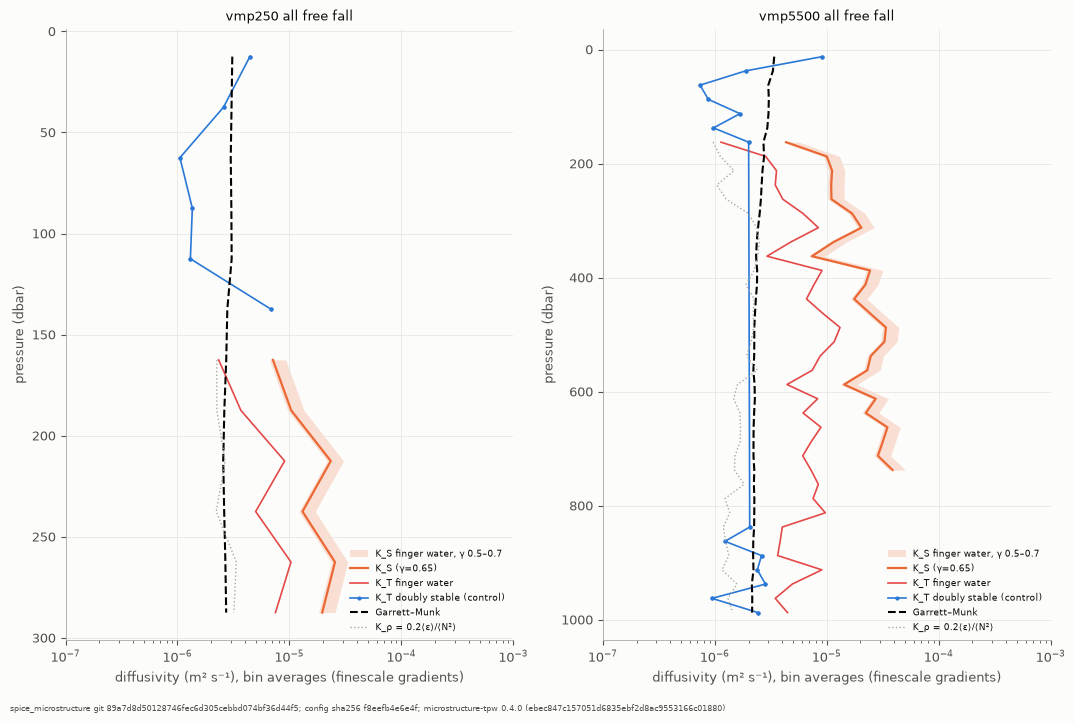 vmp250 all free fall
0
50
100
150
200
250
300
pressure (dbar)
10⁻⁷ 10⁻⁶ 10⁻⁵ 10⁻⁴ 10⁻³
diffusivity (m² s⁻¹), bin averages (finescale gradients)
K_S finger water, γ 0.5–0.7
K_S (γ=0.65)
K_T finger water
K_T doubly stable (control)
Garrett–Munk
K_ρ = 0.2⟨ε⟩/⟨N²⟩
vmp5500 all free fall
0
200
400
600
800
1000
pressure (dbar)
10⁻⁷ 10⁻⁶ 10⁻⁵ 10⁻⁴ 10⁻³
diffusivity (m² s⁻¹), bin averages (finescale gradients)
K_S finger water, γ 0.5–0.7
K_S (γ=0.65)
K_T finger water
K_T doubly stable (control)
Garrett–Munk
K_ρ = 0.2⟨ε⟩/⟨N²⟩
spice_microstructure git 89a7d8d50128746fec6d305cebbd074bf36d44f5; config sha256 f8eefb4e6e4f; microstructure-tpw 0.4.0 (ebec847c157051d6835ebf2d8ac9553166c01880)